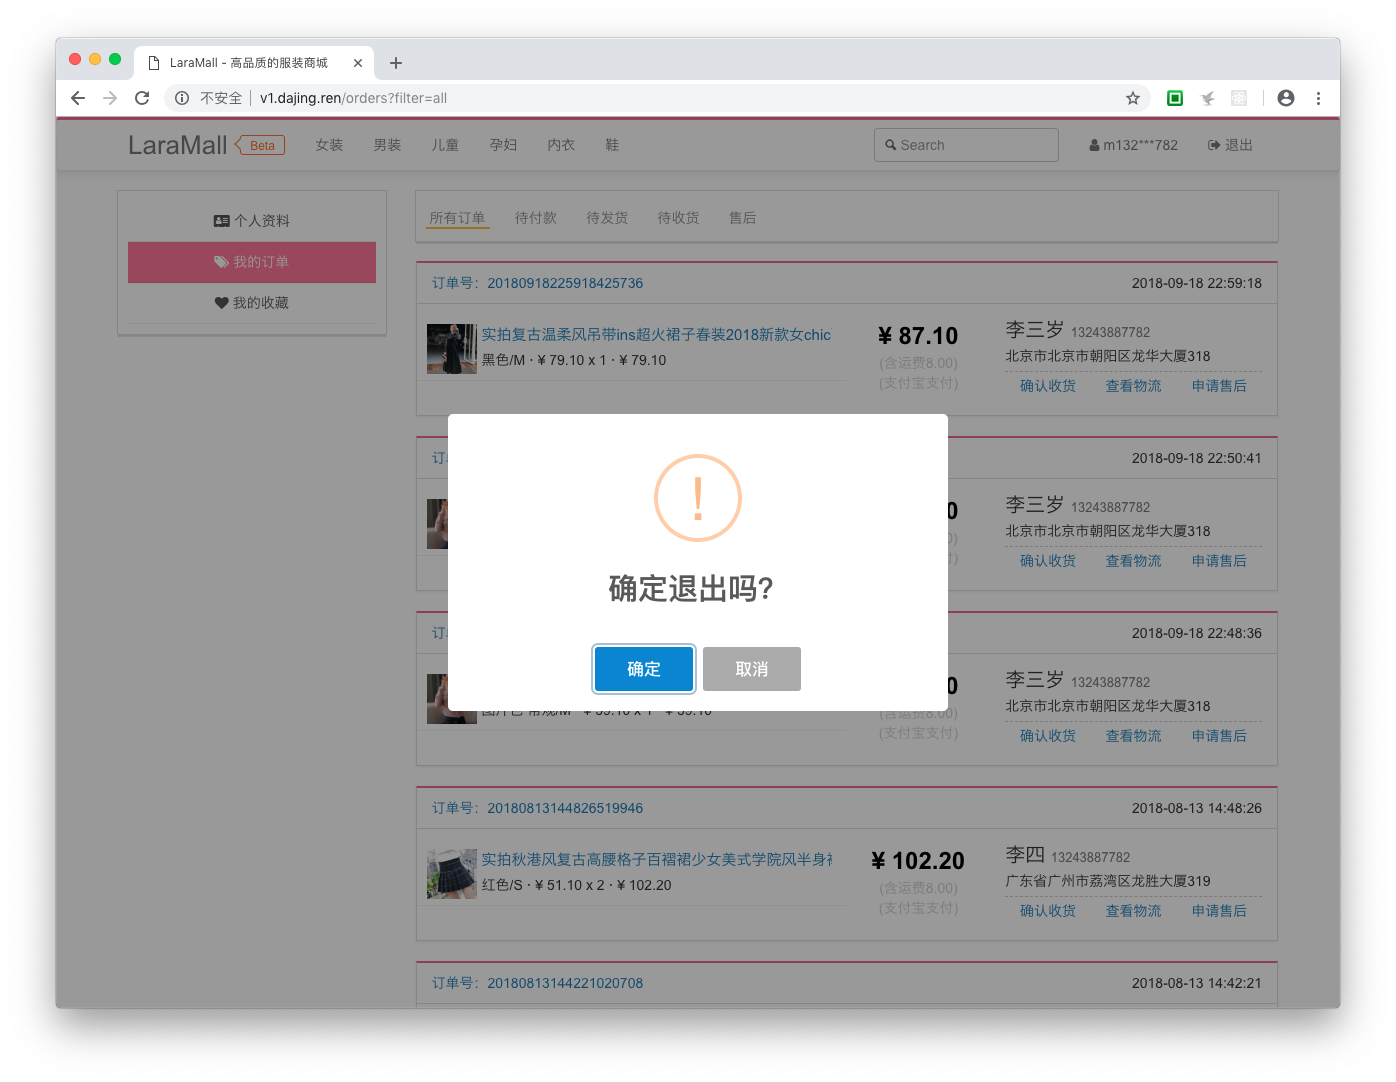 LaraMall - 高品质的服装商城
不安全 | v1.dajing.ren/orders?filter=all
LaraMall Beta 女装 男装 儿童 孕妇 内衣 鞋 Search m132***782 退出
个人资料
我的订单
我的收藏
所有订单 待付款 待发货 待收货 售后
订单号：20180918225918425736 2018-09-18 22:59:18
实拍复古温柔风吊带ins超火裙子春装2018新款女chic
黑色/M · ¥ 79.10 x 1 · ¥ 79.10
¥ 87.10
(含运费8.00)
(支付宝支付)
李三岁 13243887782
北京市北京市朝阳区龙华大厦318
确认收货 查看物流 申请售后
2018-09-18 22:50:41
李三岁 13243887782
北京市北京市朝阳区龙华大厦318
确认收货 查看物流 申请售后
确定退出吗?
确定 取消
2018-09-18 22:48:36
(含运费8.00)
(支付宝支付)
李三岁 13243887782
北京市北京市朝阳区龙华大厦318
确认收货 查看物流 申请售后
订单号：20180813144826519946 2018-08-13 14:48:26
实拍秋港风复古高腰格子百褶裙少女美式学院风半身
红色/S · ¥ 51.10 x 2 · ¥ 102.20
¥ 102.20
(含运费8.00)
(支付宝支付)
李四 13243887782
广东省广州市荔湾区龙胜大厦319
确认收货 查看物流 申请售后
订单号：20180813144221020708 2018-08-13 14:42:21